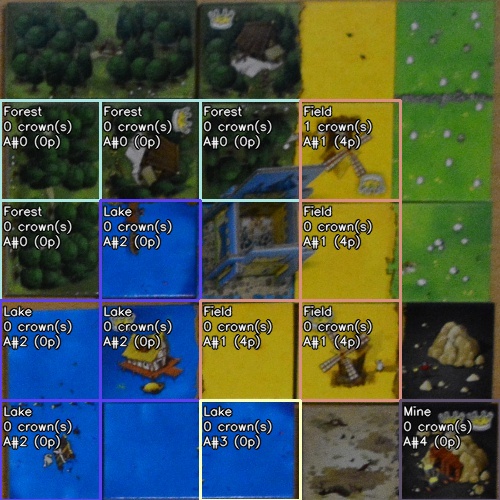 Forest
0 crown(s)
A#0 (0p)
Forest
0 crown(s)
A#0 (0p)
Forest
0 crown(s)
A#0 (0p)
Field
1 crown(s)
A#1 (4p)
Forest
0 crown(s)
A#0 (0p)
Lake
0 crown(s)
A#2 (0p)
Field
0 crown(s)
A#1 (4p)
Lake
0 crown(s)
A#2 (0p)
Lake
0 crown(s)
A#2 (0p)
Field
0 crown(s)
A#1 (4p)
Field
0 crown(s)
A#1 (4p)
Lake
0 crown(s)
A#2 (0p)
Lake
0 crown(s)
A#3 (0p)
Mine
0 crown(s)
A#4 (0p)